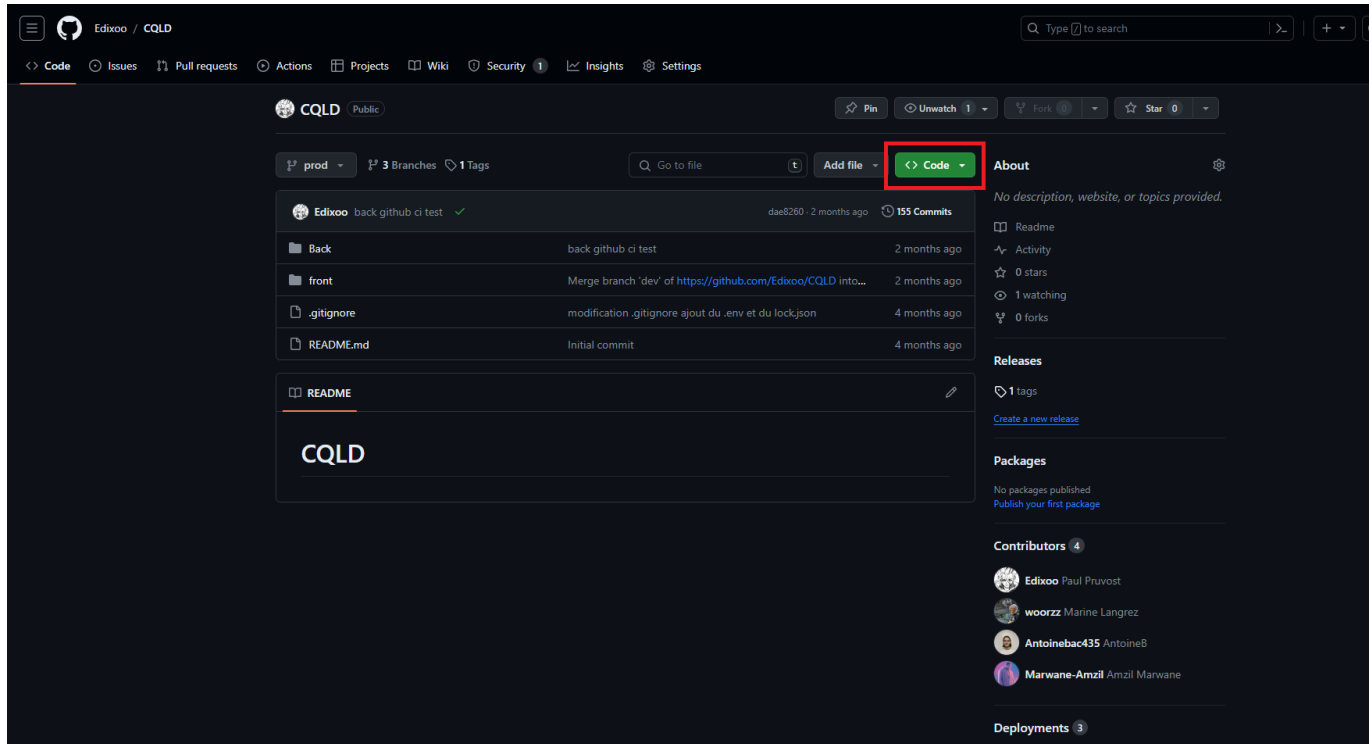 Edixoo / CQLD
Type / to search
Code Issues Pull requests Actions Projects Wiki Security 1 Insights Settings
CQLD Public
Pin Unwatch 1 Fork 0 Star 0
prod 3 Branches 1 Tags
Go to file t
Add file
<> Code
Edixoo back github ci test dae8260 · 2 months ago 155 Commits
Back back github ci test 2 months ago
front Merge branch 'dev' of https://github.com/Edixoo/CQLD into... 2 months ago
.gitignore modification .gitignore ajout du .env et du lock.json 4 months ago
README.md Initial commit 4 months ago
README
CQLD
About
No description, website, or topics provided.
Readme
Activity
0 stars
1 watching
0 forks
Releases
1 tags
Create a new release
Packages
No packages published
Publish your first package
Contributors 4
Edixoo Paul Pruvost
woorzz Marine Langrez
Antoinebac435 AntoineB
Marwane-Amzil Amzil Marwane
Deployments 3